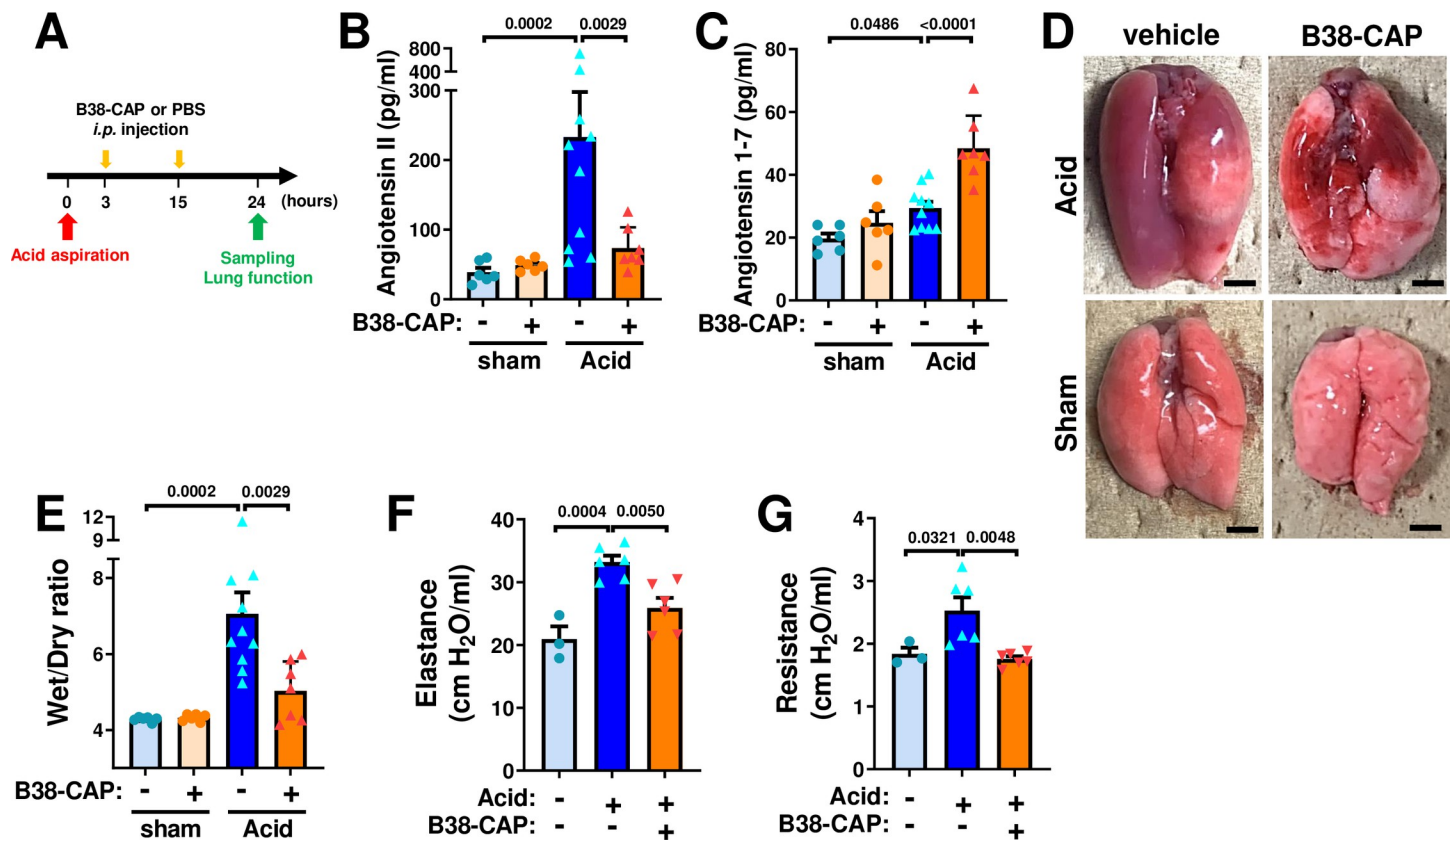 A
B38-CAP or PBS
i.p. injection
0
3
15
24
(hours)
Acid aspiration
Sampling
Lung function
B
0.0002
0.0029
Angiotensin II (pg/ml)
800
400
300
200
100
0
B38-CAP:
-
+
-
+
sham
Acid
C
0.0486
<0.0001
Angiotensin 1-7 (pg/ml)
80
60
40
20
0
B38-CAP:
-
+
-
+
sham
Acid
D
vehicle
B38-CAP
Acid
Sham
E
0.0002
0.0029
Wet/Dry ratio
12
9
8
6
4
B38-CAP:
-
+
-
+
sham
Acid
F
0.0004
0.0050
Elastance
(cm H2O/ml)
40
30
20
10
0
Acid:
-
+
+
B38-CAP:
-
-
+
G
0.0321
0.0048
Resistance
(cm H2O/ml)
4
3
2
1
0
Acid:
-
+
+
B38-CAP:
-
-
+